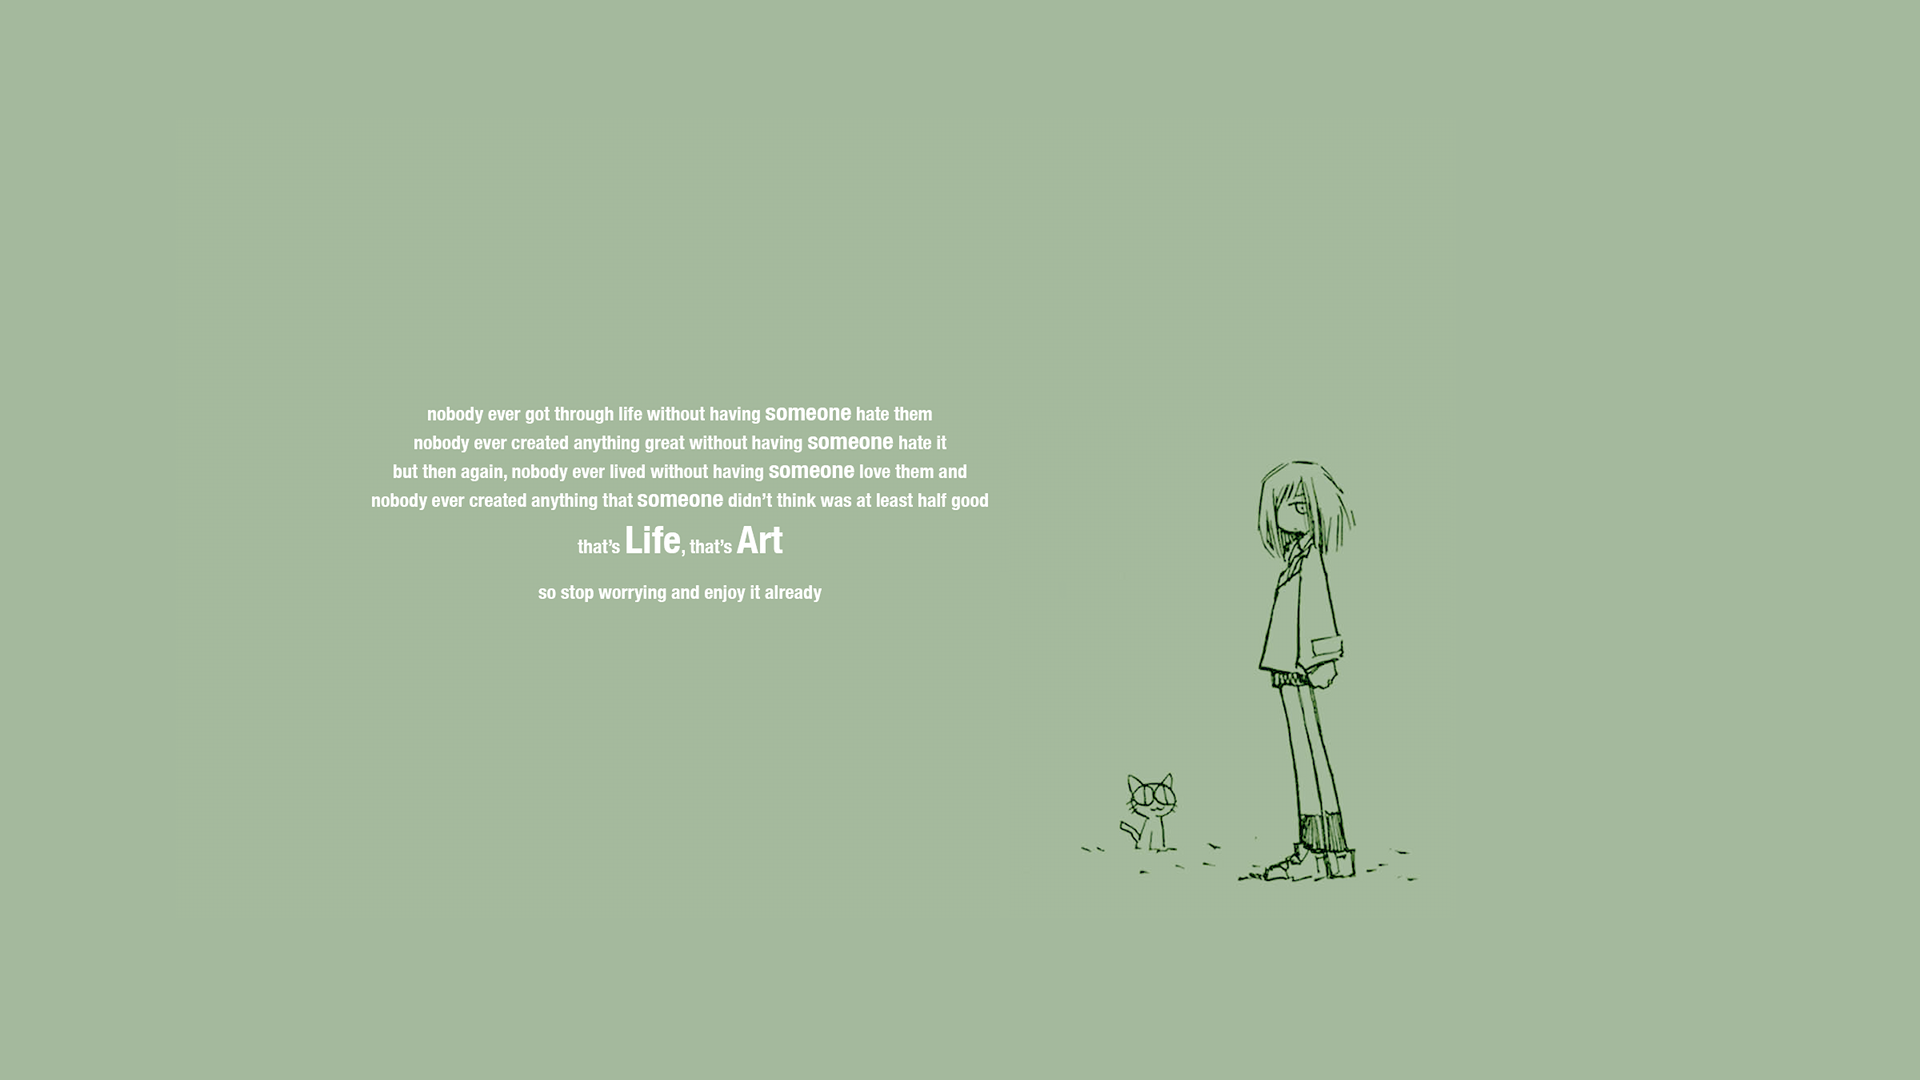 nobody ever got through life without having someone hate them
nobody ever created anything great without having someone hate it
but then again, nobody ever lived without having someone love them and
nobody ever created anything that someone didn’t think was at least half good
that’s Life, that’s Art
so stop worrying and enjoy it already